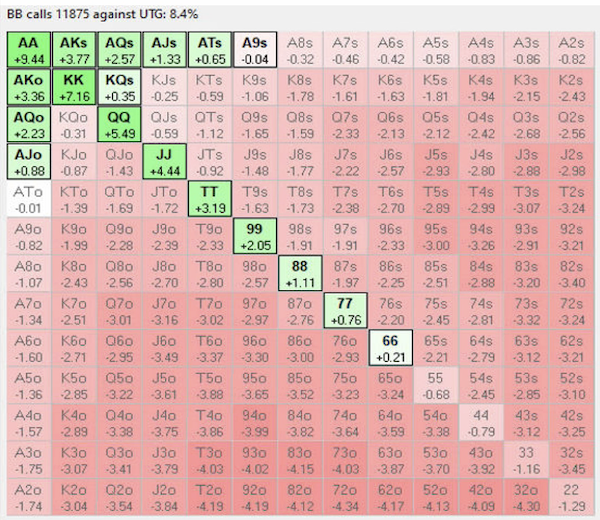 BB calls 11875 against UTG: 8.4%
AA AKs AQs AJs ATs A9s A8s A7s A6s A5s A4s A3s A2s
+9.44 +3.77 +2.57 +1.33 +0.65 -0.04 -0.32 -0.46 -0.42 -0.58 -0.83 -0.86 -0.82
AKo KK KQs KJs KTs K9s K8s K7s K6s K5s K4s K3s K2s
+3.36 +7.16 +0.35 -0.25 -0.59 -1.06 -1.78 -1.61 -1.63 -1.81 -1.94 -2.15 -2.43
AQo KQo QQ QJs QTs Q9s Q8s Q7s Q6s Q5s Q4s Q3s Q2s
+2.23 -0.31 +5.49 -0.59 -1.12 -1.65 -1.59 -2.33 -2.13 -2.12 -2.42 -2.68 -2.56
AJo KJo QJo JJ JTs J9s J8s J7s J6s J5s J4s J3s J2s
+0.88 -0.87 -1.43 +4.44 -0.92 -1.48 -1.77 -2.22 -2.57 -2.93 -2.80 -2.88 -2.98
ATo KTo QTo JTo TT T9s T8s T7s T6s T5s T4s T3s T2s
-0.01 -1.39 -1.69 -1.72 +3.19 -1.63 -1.73 -2.38 -2.70 -2.89 -2.99 -3.07 -3.24
A9o K9o Q9o J9o T9o 99 98s 97s 96s 95s 94s 93s 92s
-0.82 -1.99 -2.28 -2.39 -2.33 +2.05 -1.91 -1.91 -2.33 -3.00 -3.26 -2.91 -3.21
A8o K8o Q8o J8o T8o 98o 88 87s 86s 85s 84s 83s 82s
-1.07 -2.43 -2.56 -2.70 -2.80 -2.57 +1.11 -1.97 -2.25 -2.51 -2.88 -3.20 -3.40
A7o K7o Q7o J7o T7o 97o 87o 77 76s 75s 74s 73s 72s
-1.34 -2.51 -3.01 -3.16 -3.02 -2.97 -2.76 +0.76 -2.20 -2.45 -2.81 -3.32 -3.24
A6o K6o Q6o J6o T6o 96o 86o 76o 66 65s 64s 63s 62s
-1.60 -2.71 -2.95 -3.49 -3.37 -3.30 -3.00 -2.93 +0.21 -2.21 -2.79 -3.12 -3.21
A5o K5o Q5o J5o T5o 95o 85o 75o 65o 55 54s 53s 52s
-1.36 -2.85 -3.22 -3.61 -3.88 -3.65 -3.52 -3.23 -3.24 -0.68 -2.45 -2.85 -3.10
A4o K4o Q4o J4o T4o 94o 84o 74o 64o 54o 44 43s 42s
-1.57 -2.89 -3.38 -3.75 -3.86 -3.99 -3.82 -3.64 -3.59 -3.38 -0.79 -3.12 -3.25
A3o K3o Q3o J3o T3o 93o 83o 73o 63o 53o 43o 33 32s
-1.75 -3.07 -3.41 -3.79 -4.03 -4.02 -4.15 -4.03 -3.87 -3.70 -3.92 -1.16 -3.45
A2o K2o Q2o J2o T2o 92o 82o 72o 62o 52o 42o 32o 22
-1.74 -3.04 -3.54 -3.84 -4.19 -4.19 -4.12 -4.34 -4.17 -4.13 -4.09 -4.30 -1.29